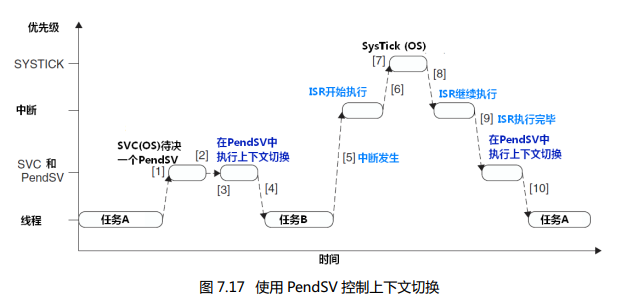 优先级
SysTick (OS)
SYSTICK
[7]
[8]
[6]
ISR开始执行
ISR继续执行
中断
[9] ISR执行完毕
SVC(OS)待决
一个PendSV
[2]
在PendSV中
执行上下文切换
在PendSV中
执行上下文切换
[5] 中断发生
SVC 和
PendSV
[1]
[3]
[4]
[10]
线程
任务A
任务B
任务A
时间
图 7.17 使用 PendSV 控制上下文切换